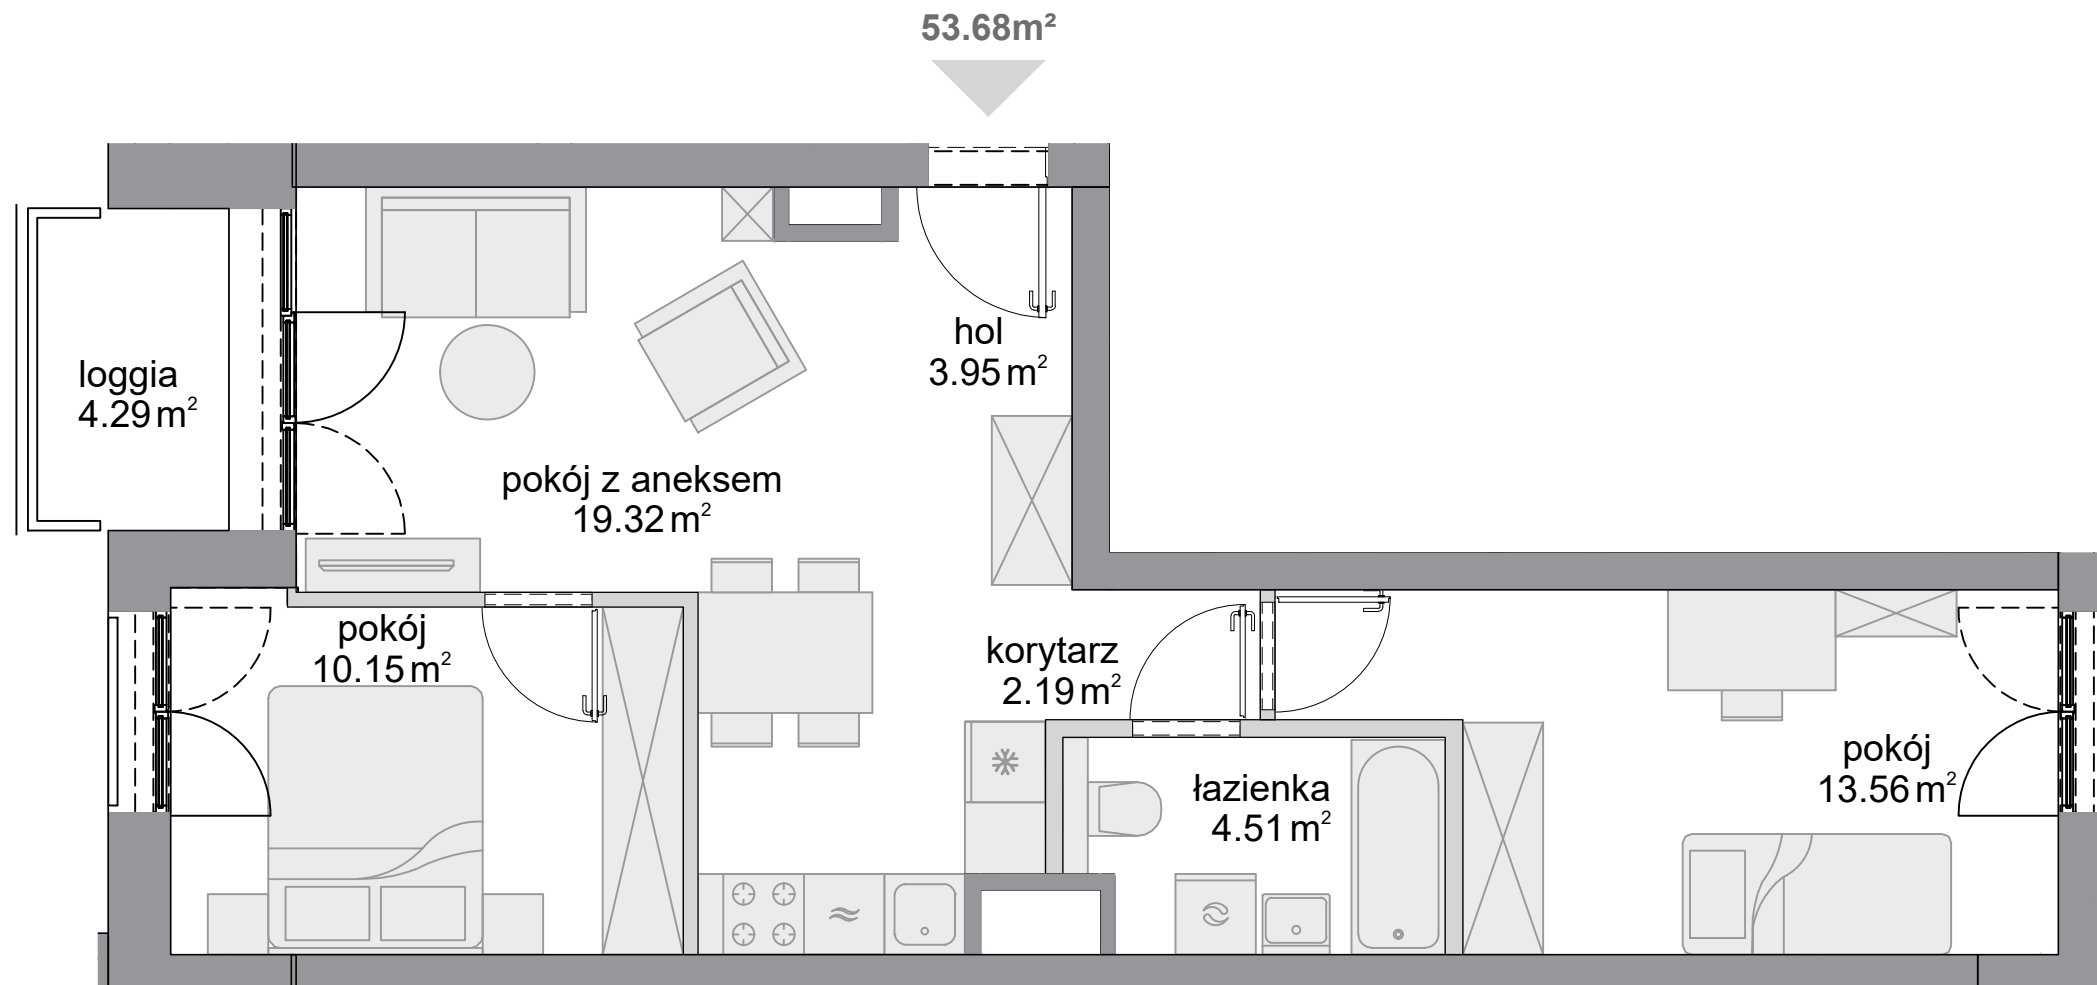 53.68m²
hol
3.95 m²
loggia
4.29 m²
pokój z aneksem
19.32 m²
pokój
10.15 m²
korytarz
2.19 m²
łazienka
4.51 m²
pokój
13.56 m²